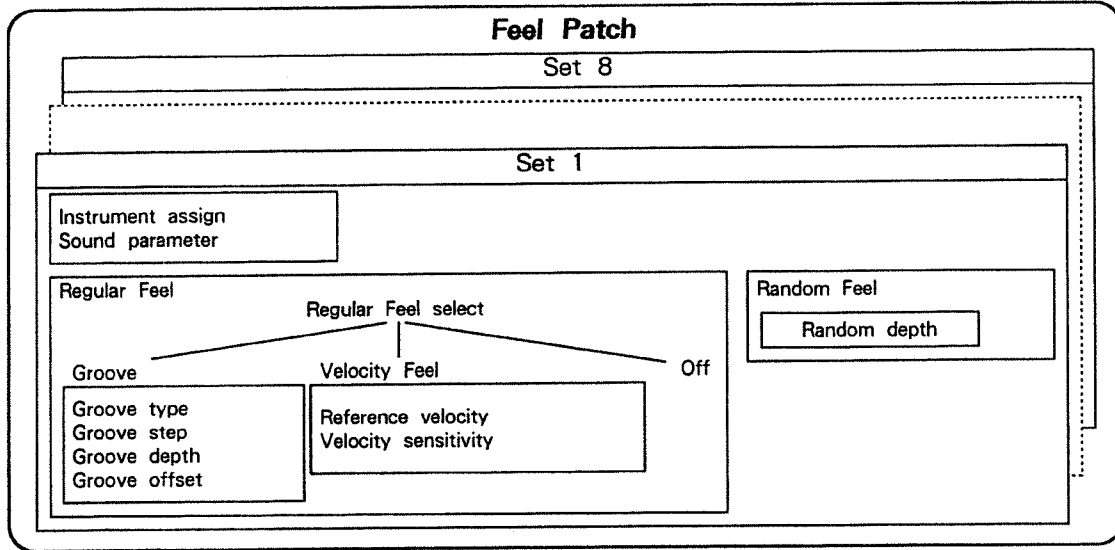 Feel Patch
Set 8
Set 1
Instrument assign
Sound parameter
Regular Feel
Regular Feel select
Groove
Velocity Feel
Off
Groove type
Groove step
Groove depth
Groove offset
Reference velocity
Velocity sensitivity
Random Feel
Random depth